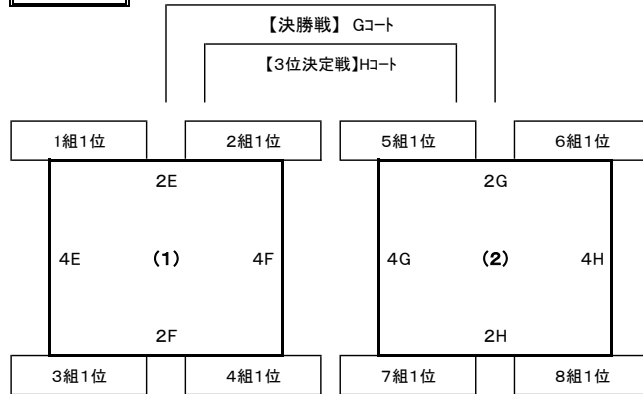 【決勝戦】 Gコート
【3位決定戦】Hコート
1組1位 2組1位 5組1位 6組1位
2E 2G
4E (1) 4F 4G (2) 4H
2F 2H
3組1位 4組1位 7組1位 8組1位